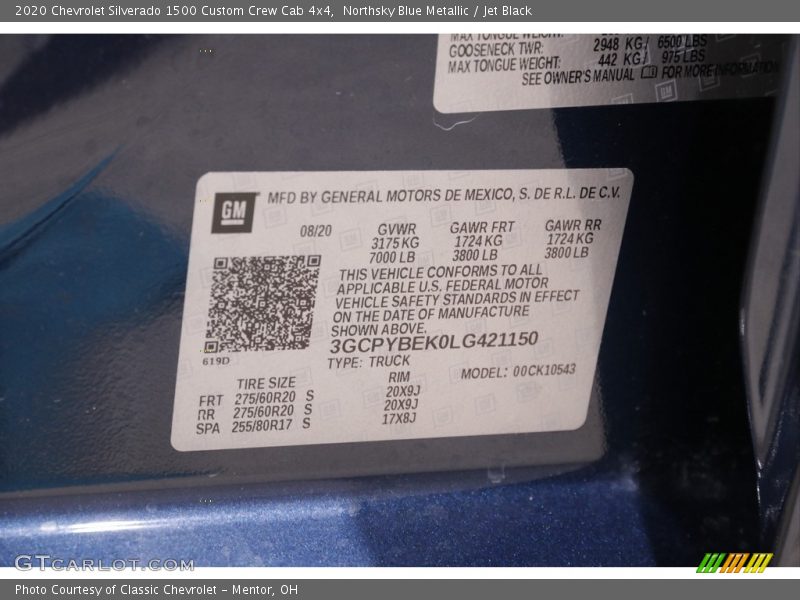 2020 Chevrolet Silverado 1500 Custom Crew Cab 4x4, Northsky Blue Metallic / Jet Black
MAX TONGUE WEIGHT:
GOOSENECK TWR: 2948 KG/ 6500 LBS
MAX TONGUE WEIGHT: 442 KG/ 975 LBS
SEE OWNER'S MANUAL FOR MORE INFORMATION
GM MFD BY GENERAL MOTORS DE MEXICO, S. DE R.L. DE C.V.
08/20 GVWR GAWR FRT GAWR RR
3175 KG 1724 KG 1724 KG
7000 LB 3800 LB 3800 LB
THIS VEHICLE CONFORMS TO ALL
APPLICABLE U.S. FEDERAL MOTOR
VEHICLE SAFETY STANDARDS IN EFFECT
ON THE DATE OF MANUFACTURE
SHOWN ABOVE.
3GCPYBEK0LG421150
619D
TYPE: TRUCK
MODEL: 00CK10543
TIRE SIZE RIM
FRT 275/60R20 S 20X9J
RR 275/60R20 S 20X9J
SPA 255/80R17 S 17X8J
GTCARLOT.COM
Photo Courtesy of Classic Chevrolet - Mentor, OH